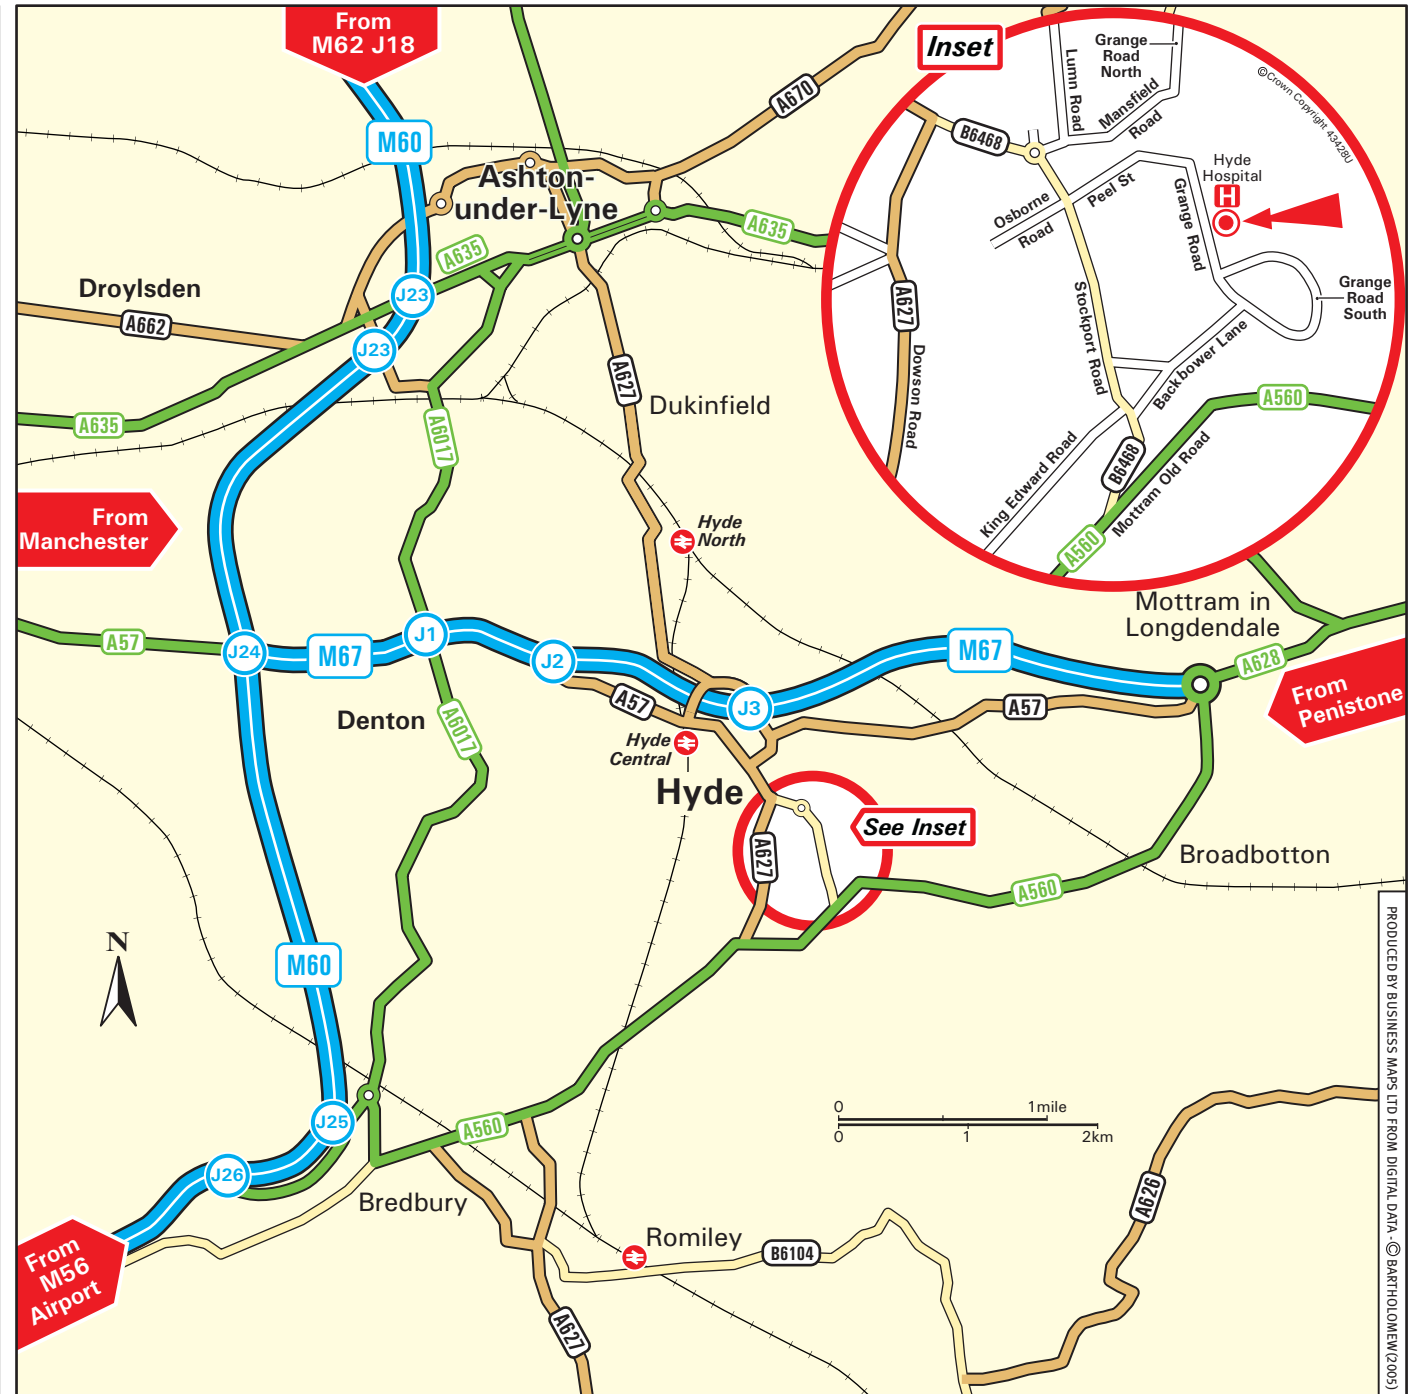 From
M62 J18
M60
A670
Ashton-
under-Lyne
A635
A635
J23
Droylsden
A662
J23
A635
A627
Dukinfield
A6017
From
Manchester
Hyde
North
A57
J24
M67
J1
J2
M67
J3
A57
A57
Denton
A6017
Hyde
Central
Hyde
A627
See Inset
Mottram in
Longdendale
A628
From
Penistone
Broadbotton
A560
N
M60
J25
J26
A560
Bredbury
From
M56
Airport
Romiley
B6104
A627
A626
0
1mile
0
1
2km
Inset
Lumn Road
Grange
Road
North
Mansfield
Road
©Crown Copyright 43428U
B6468
Hyde
Hospital
H
Peel St
Osborne
Road
Grange Road
Grange
Road
South
A627
Dowson Road
Stockport Road
Backbower Lane
A560
King Edward Road
B6468
Mottram Old Road
A560
PRODUCED BY BUSINESS MAPS LTD FROM DIGITAL DATA - © BARTHOLOMEW(2005)